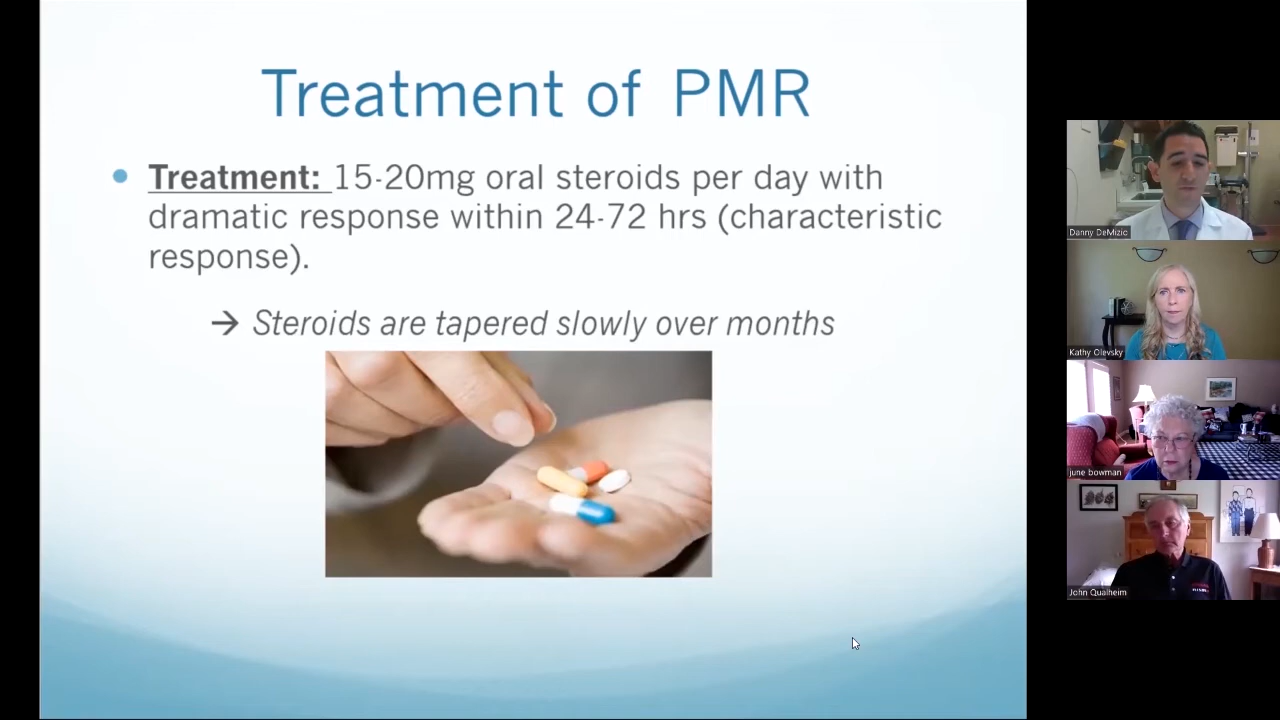 Treatment of PMR
• Treatment: 15-20mg oral steroids per day with
dramatic response within 24-72 hrs (characteristic
response).
→ Steroids are tapered slowly over months
Danny DeMizic
Kathy Olevsky
june bowman
John Qualheim